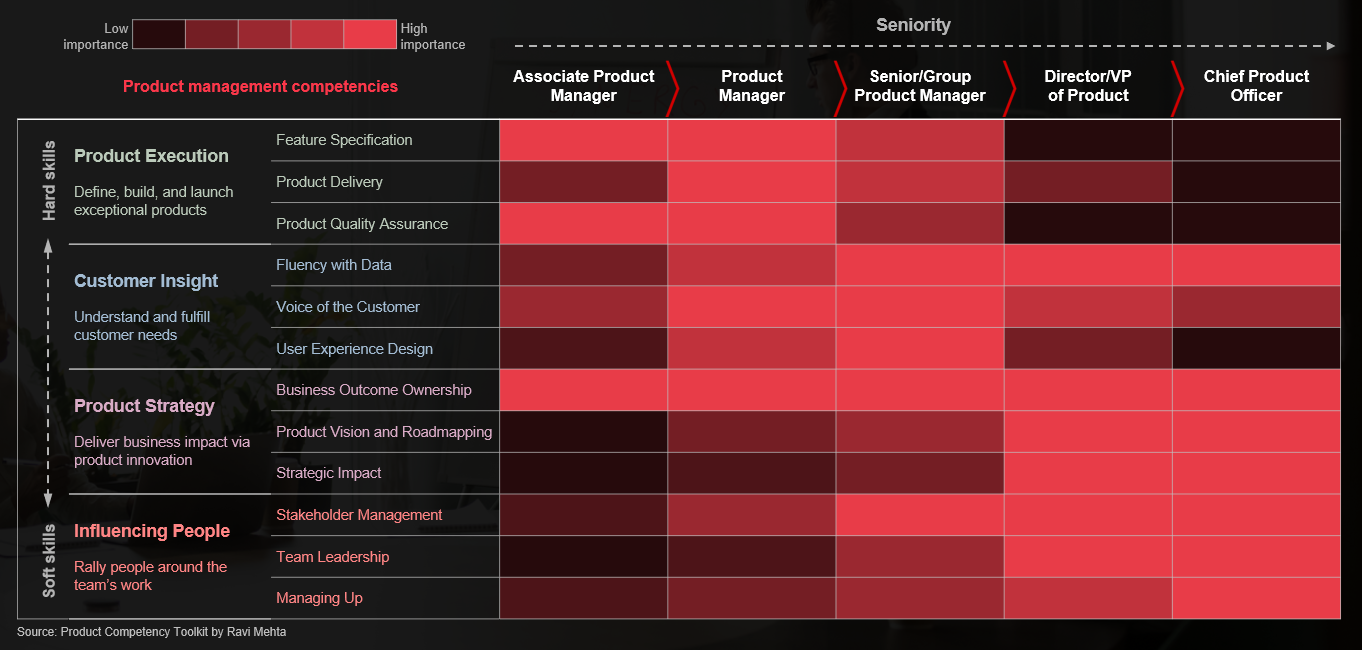 Low
importance
High
importance
Seniority
Product management competencies
Associate Product
Manager
Product
Manager
Senior/Group
Product Manager
Director/VP
of Product
Chief Product
Officer
Hard skills
Soft skills
Product Execution
Define, build, and launch
exceptional products
Feature Specification
Product Delivery
Product Quality Assurance
Customer Insight
Understand and fulfill
customer needs
Fluency with Data
Voice of the Customer
User Experience Design
Product Strategy
Deliver business impact via
product innovation
Business Outcome Ownership
Product Vision and Roadmapping
Strategic Impact
Influencing People
Rally people around the
team's work
Stakeholder Management
Team Leadership
Managing Up
Source: Product Competency Toolkit by Ravi Mehta